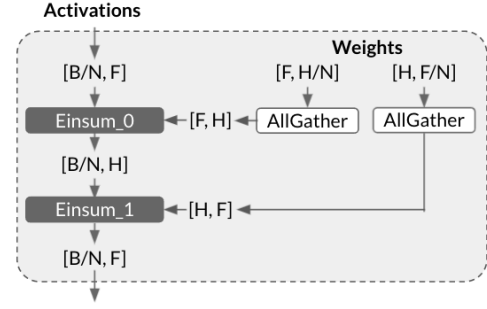 Activations
Weights
[B/N, F]
[F, H/N]
[H, F/N]
Einsum_0
[F, H]
AllGather
AllGather
[B/N, H]
Einsum_1
[H, F]
[B/N, F]